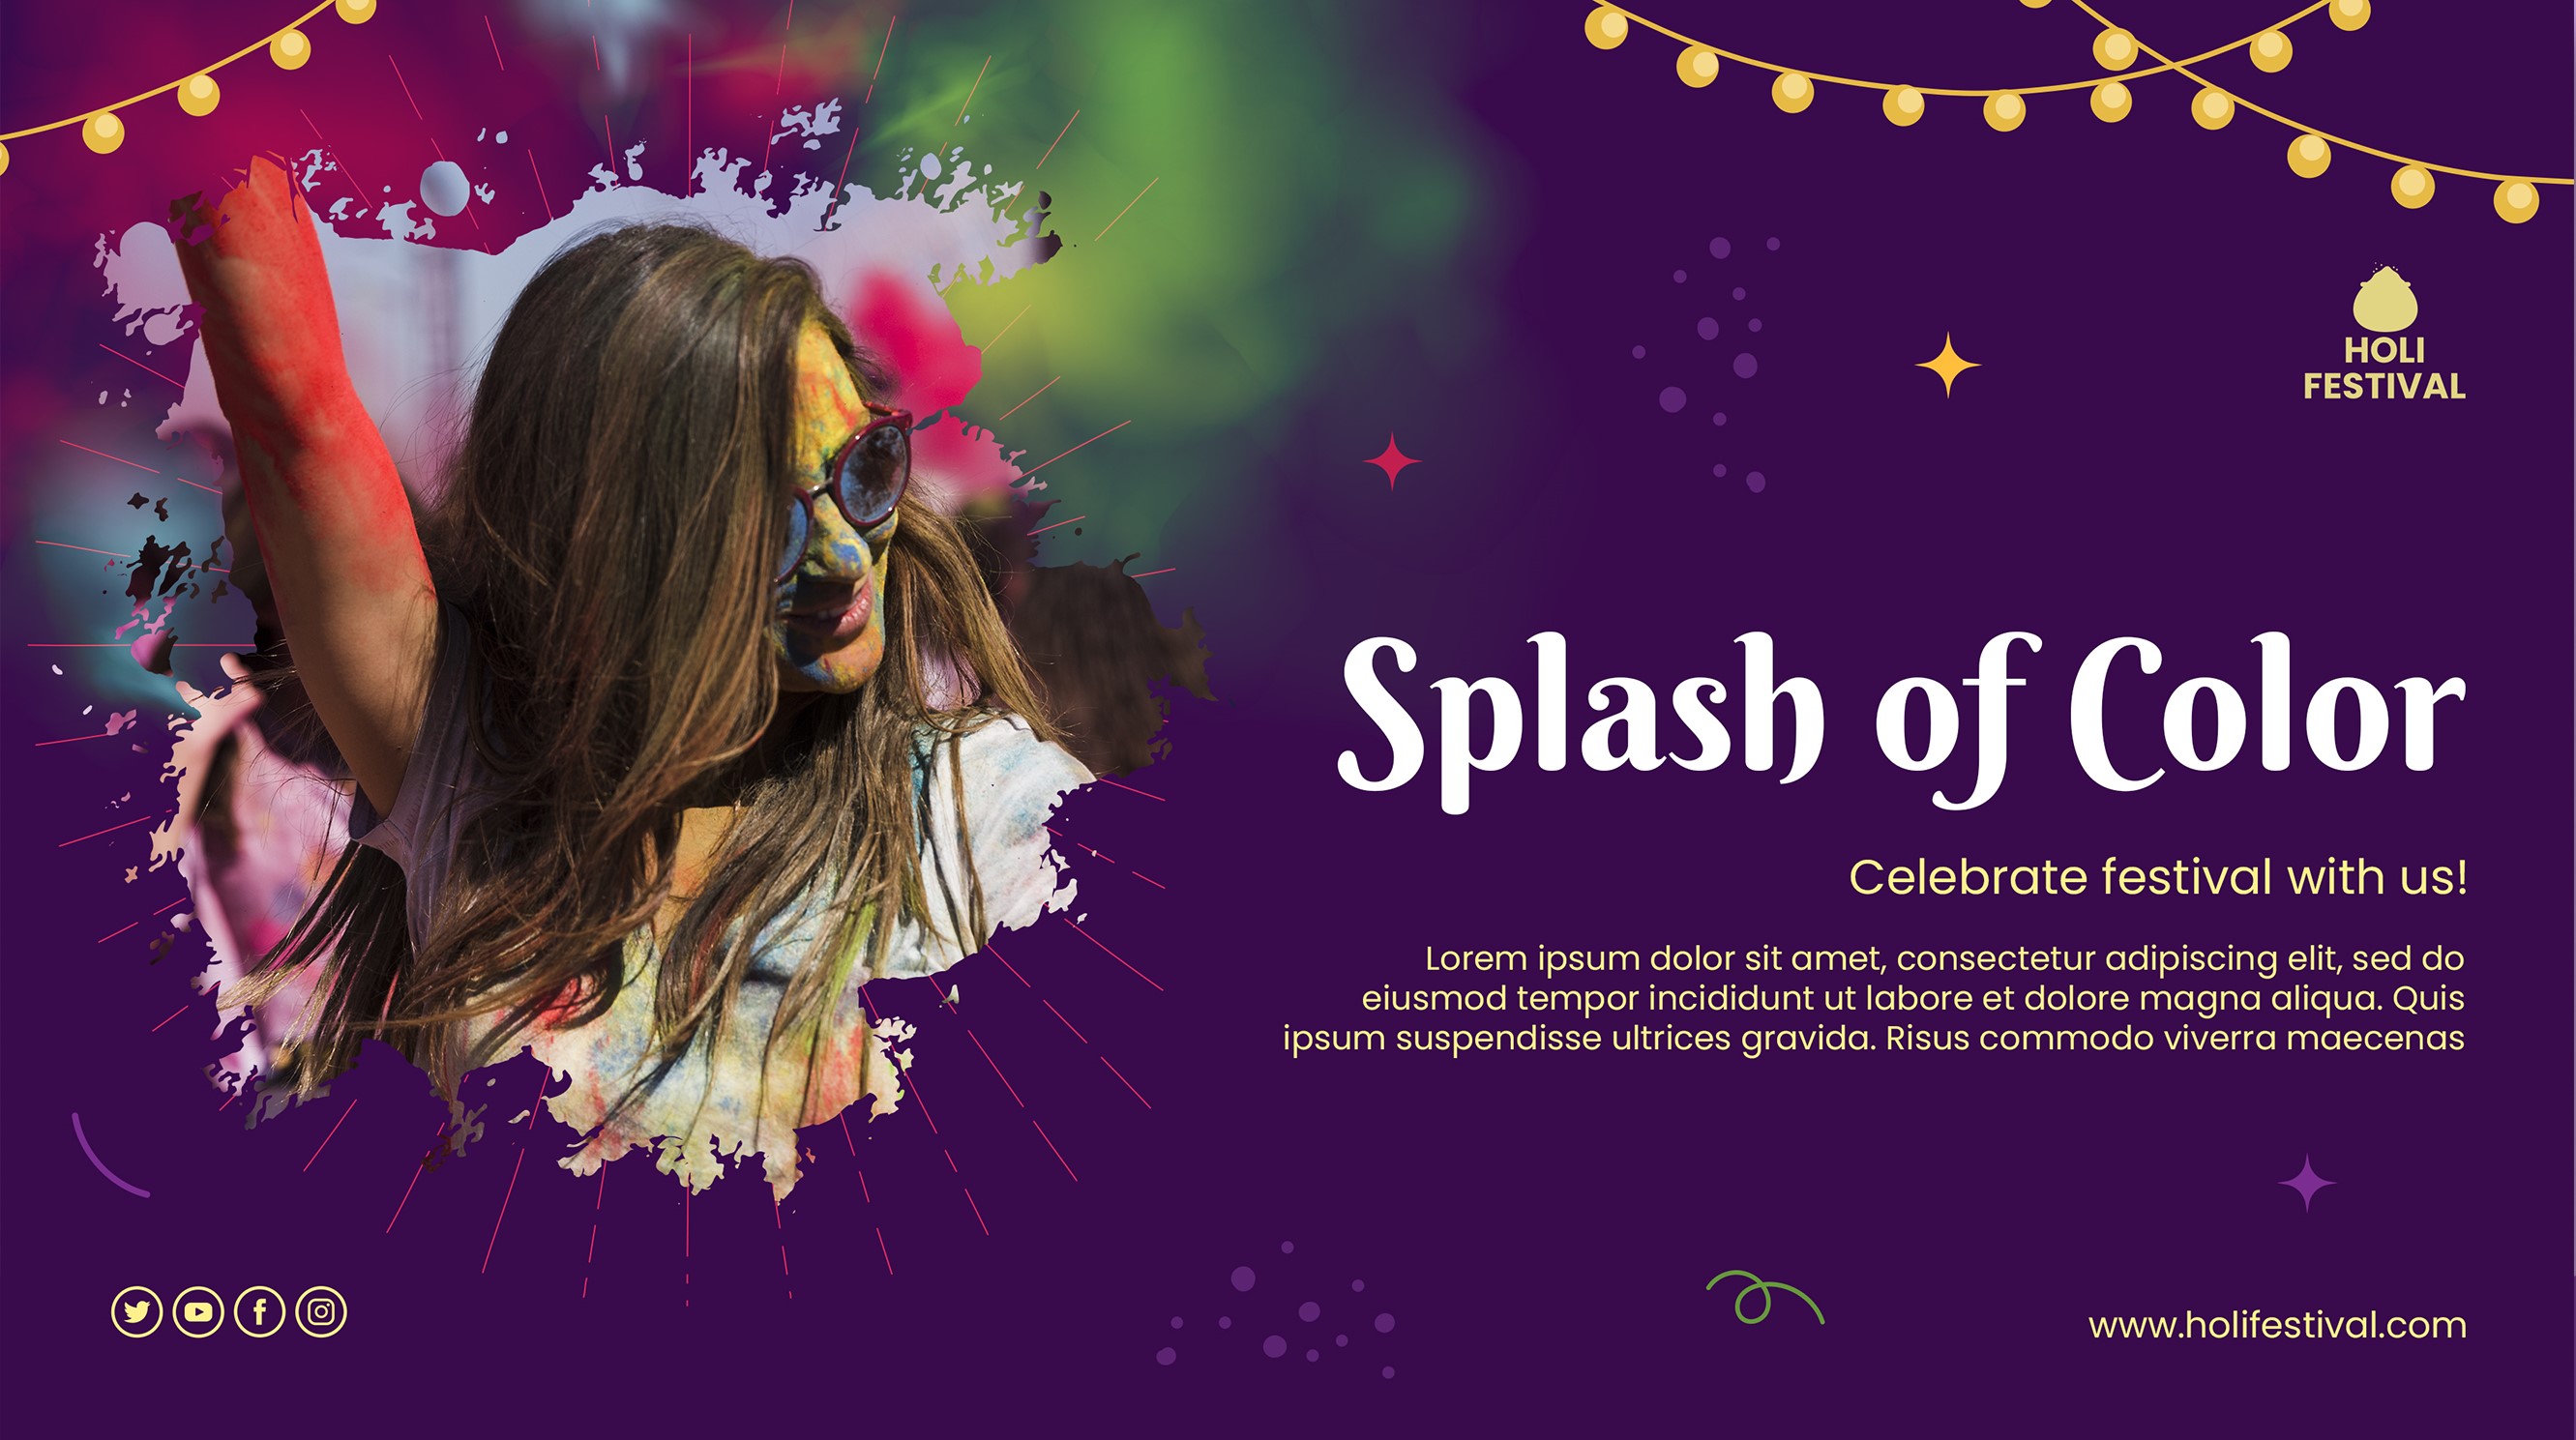 HOLI
FESTIVAL
Splash of Color
Celebrate festival with us!
Lorem ipsum dolor sit amet, consectetur adipiscing elit, sed do
eiusmod tempor incididunt ut labore et dolore magna aliqua. Quis
ipsum suspendisse ultrices gravida. Risus commodo viverra maecenas
www.holifestival.com